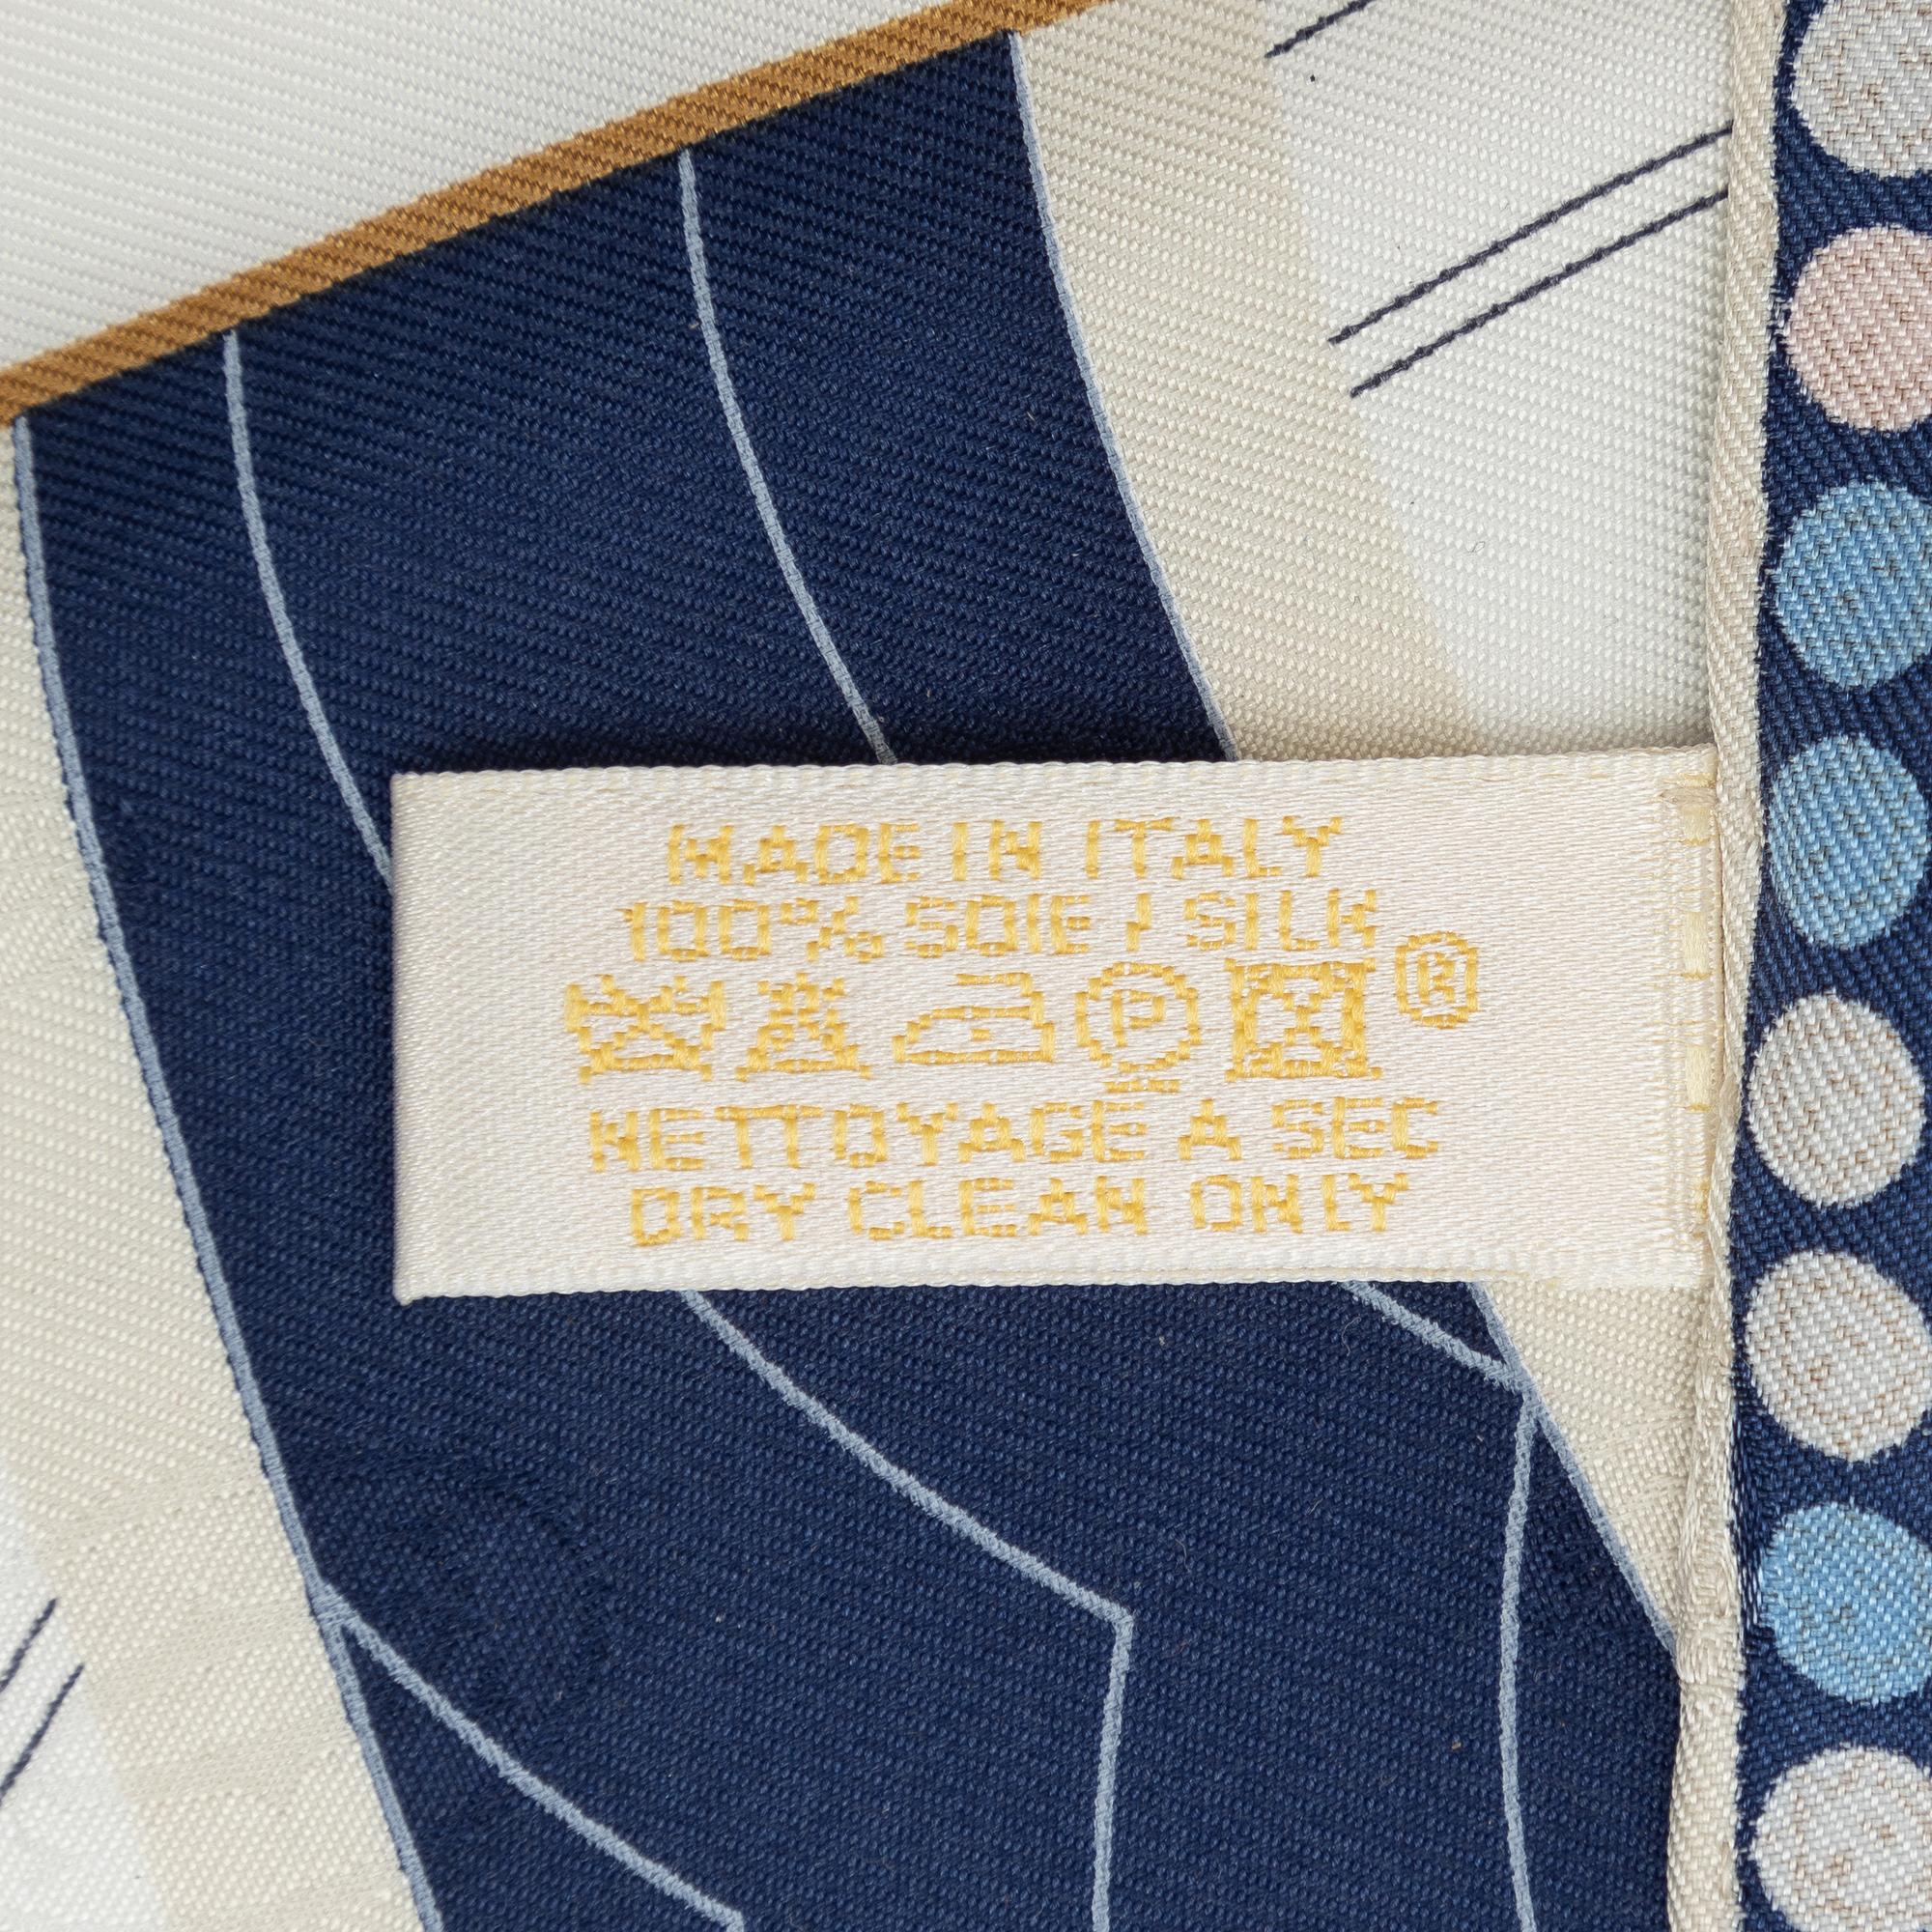 MADE IN ITALY
100% SOIE / SILK
P ®
NETTOYAGE A SEC
DRY CLEAN ONLY